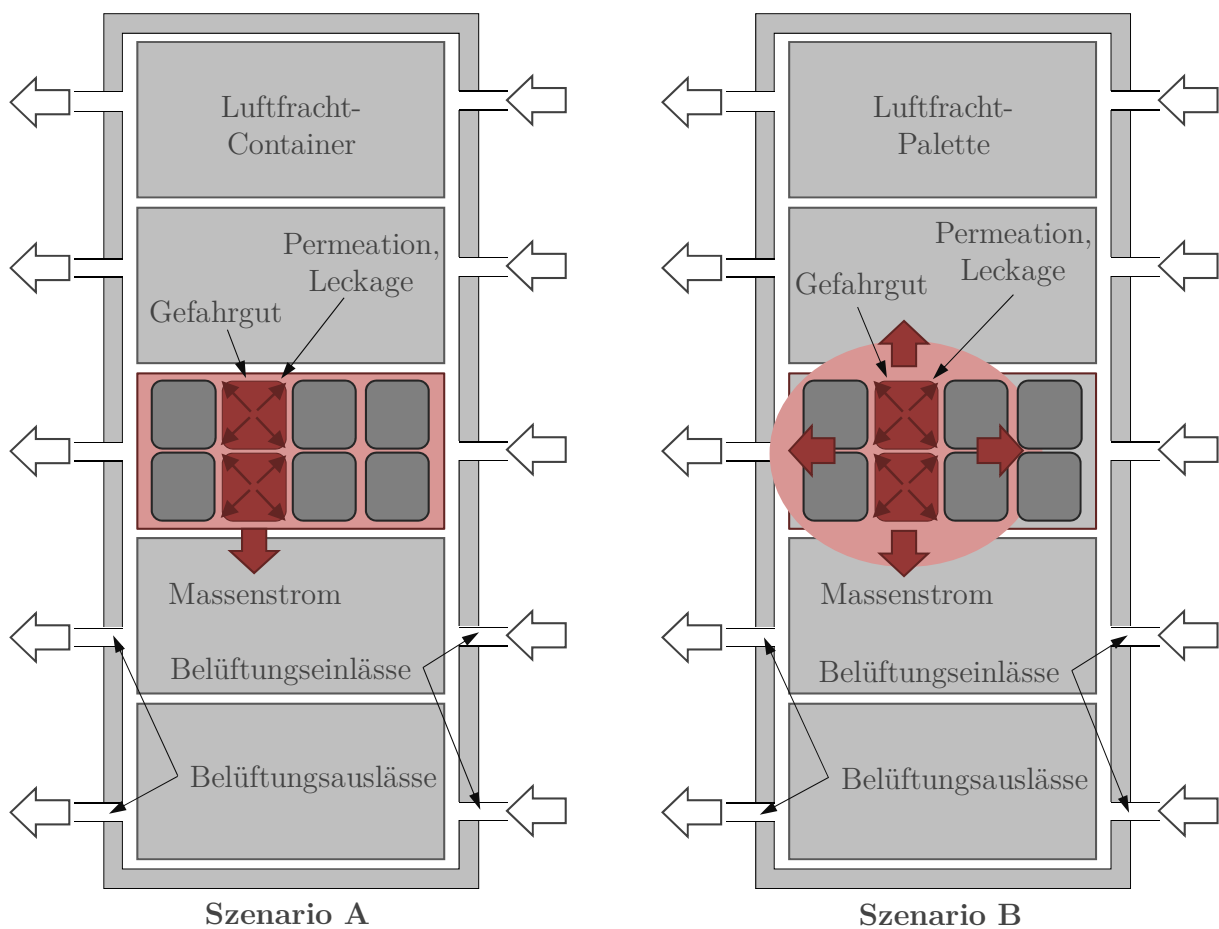 Luftfracht-
Container
Permeation,
Leckage
Gefahrgut
Massenstrom
Belüftungseinlässe
Belüftungsauslässe
Szenario A
Luftfracht-
Palette
Permeation,
Leckage
Gefahrgut
Massenstrom
Belüftungseinlässe
Belüftungsauslässe
Szenario B